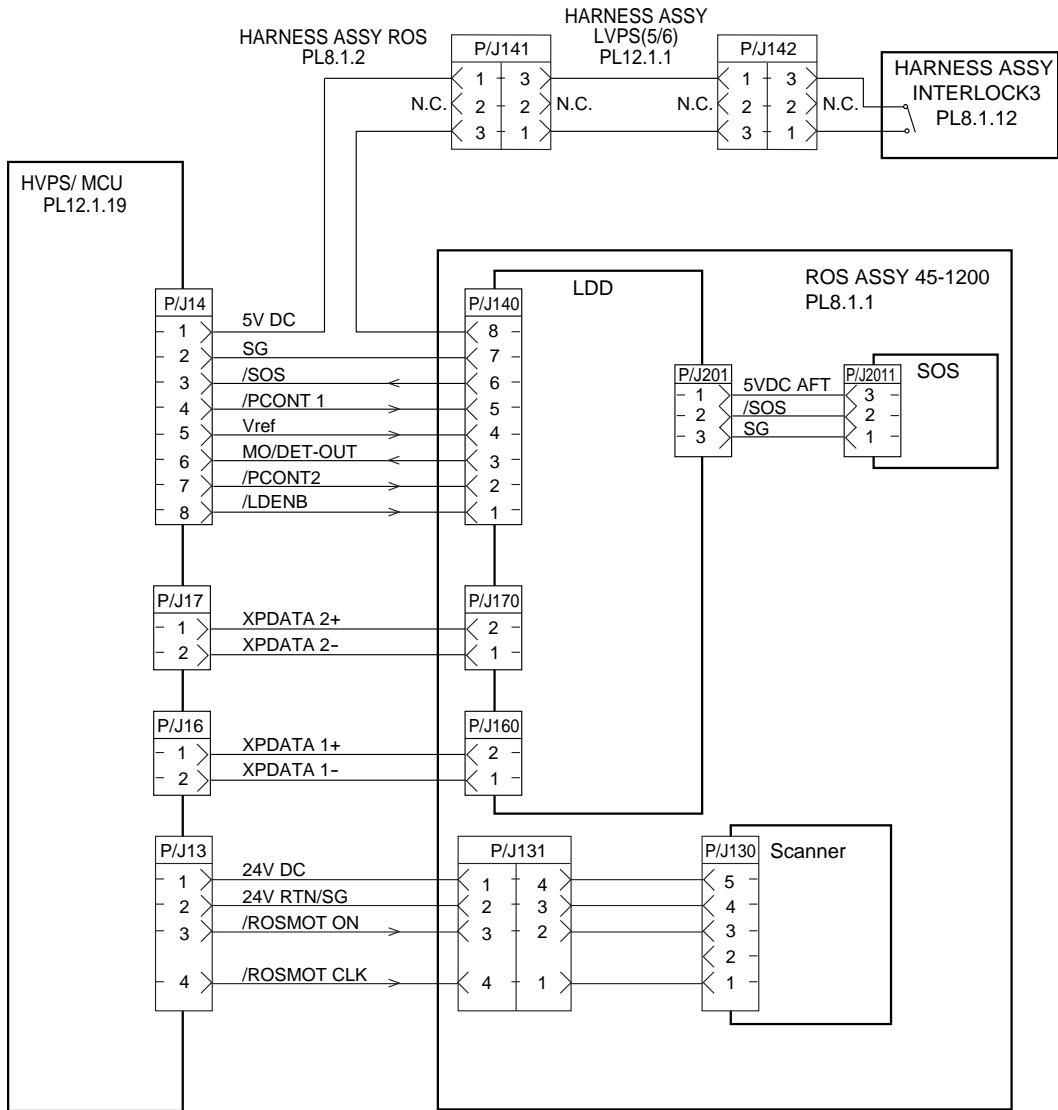 HARNESS ASSY ROS
PL8.1.2
HARNESS ASSY
LVPS(5/6)
PL12.1.1
P/J141
1 - 3
N.C. 2 - 2 N.C.
3 - 1
P/J142
1 - 3
N.C. 2 - 2 N.C.
3 - 1
HARNESS ASSY
INTERLOCK3
PL8.1.12
HVPS/ MCU
PL12.1.19
ROS ASSY 45-1200
PL8.1.1
LDD
P/J14
P/J140
- 1 5V DC 8 -
- 2 SG 7 -
- 3 /SOS 6 -
- 4 /PCONT 1 5 -
- 5 Vref 4 -
- 6 MO/DET-OUT 3 -
- 7 /PCONT2 2 -
- 8 /LDENB 1 -
P/J201
P/J2011
SOS
- 1 5VDC AFT 3 -
- 2 /SOS 2 -
- 3 SG 1 -
P/J17
P/J170
- 1 XPDATA 2+ 2 -
- 2 XPDATA 2- 1 -
P/J16
P/J160
- 1 XPDATA 1+ 2 -
- 2 XPDATA 1- 1 -
P/J13
P/J131
P/J130
Scanner
- 1 24V DC 1 - 4 5 -
- 2 24V RTN/SG 2 - 3 4 -
- 3 /ROSMOT ON 3 - 2 3 -
2 -
- 4 /ROSMOT CLK 4 - 1 1 -